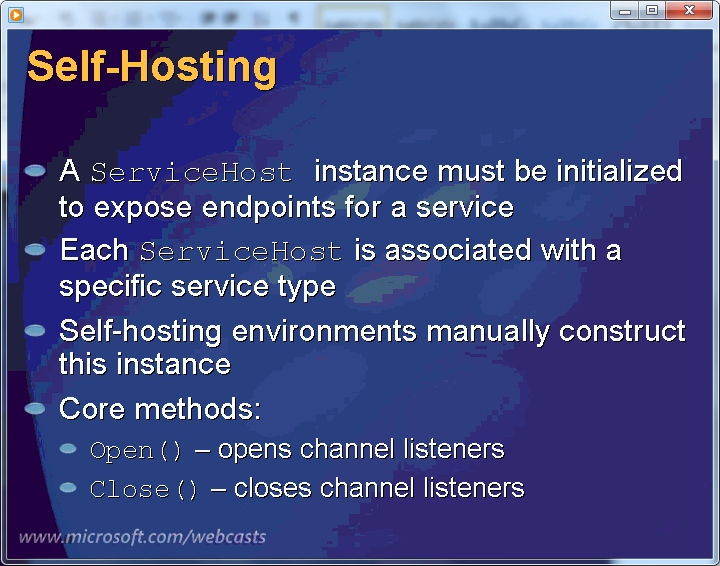 Self-Hosting
A ServiceHost instance must be initialized
to expose endpoints for a service
Each ServiceHost is associated with a
specific service type
Self-hosting environments manually construct
this instance
Core methods:
Open() – opens channel listeners
Close() – closes channel listeners
www.microsoft.com/webcasts